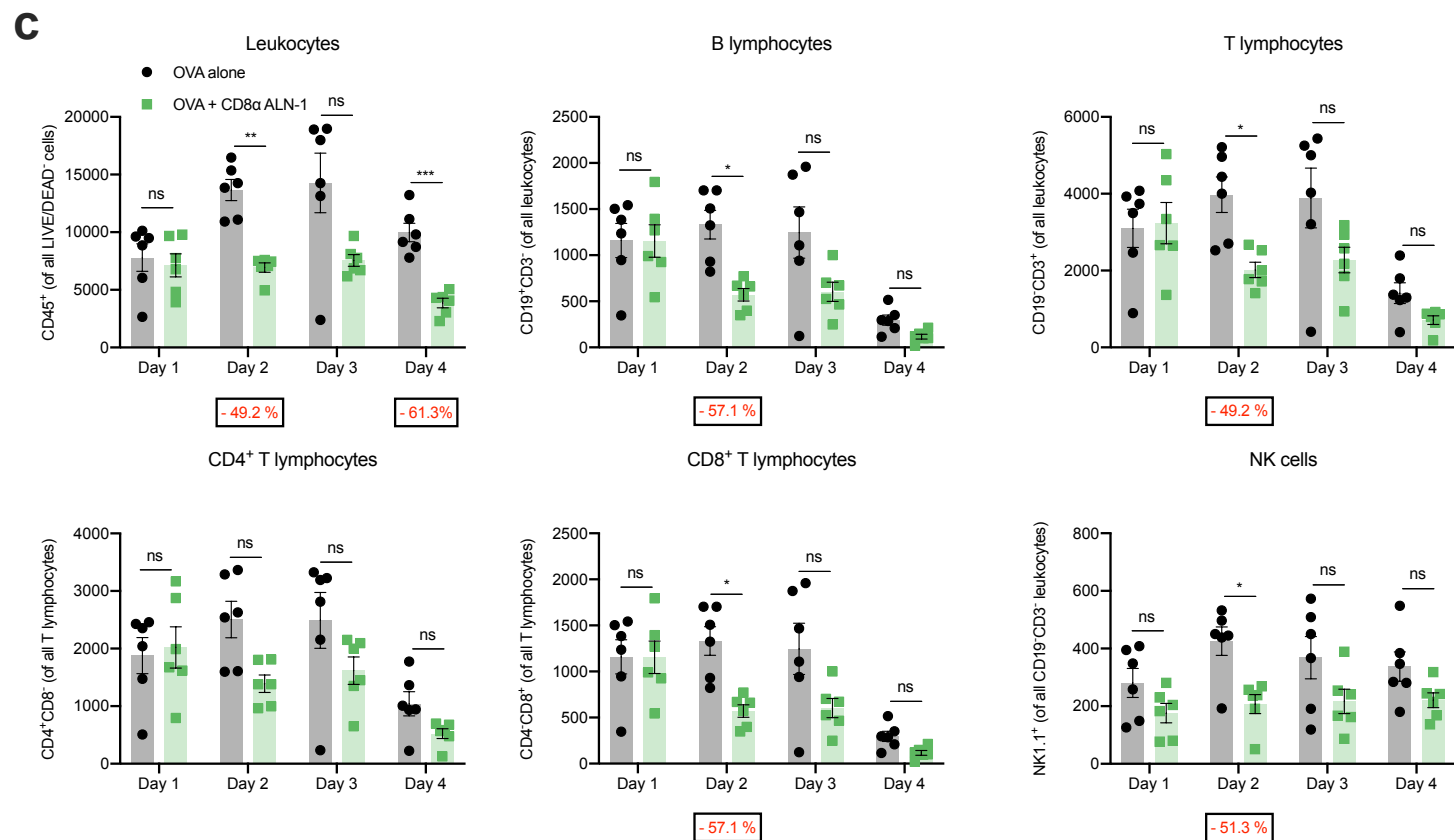 C
Leukocytes
OVA alone
OVA + CD8α ALN-1
CD45⁺ (of all LIVE/DEAD⁻ cells)
20000
15000
10000
5000
0
ns
**
ns
***
Day 1 Day 2 Day 3 Day 4
- 49.2 %
- 61.3%
B lymphocytes
CD19⁺CD3⁻ (of all leukocytes)
2500
2000
1500
1000
500
0
ns
*
ns
ns
Day 1 Day 2 Day 3 Day 4
- 57.1 %
T lymphocytes
CD19⁻CD3⁺ (of all leukocytes)
6000
4000
2000
0
ns
*
ns
ns
Day 1 Day 2 Day 3 Day 4
- 49.2 %
CD4⁺ T lymphocytes
CD4⁺CD8⁻ (of all T lymphocytes)
4000
3000
2000
1000
0
ns
ns
ns
ns
Day 1 Day 2 Day 3 Day 4
CD8⁺ T lymphocytes
CD4⁻CD8⁺ (of all T lymphocytes)
2500
2000
1500
1000
500
0
ns
*
ns
ns
Day 1 Day 2 Day 3 Day 4
- 57.1 %
NK cells
NK1.1⁺ (of all CD19⁻CD3⁻ leukocytes)
800
600
400
200
0
ns
*
ns
ns
Day 1 Day 2 Day 3 Day 4
- 51.3 %